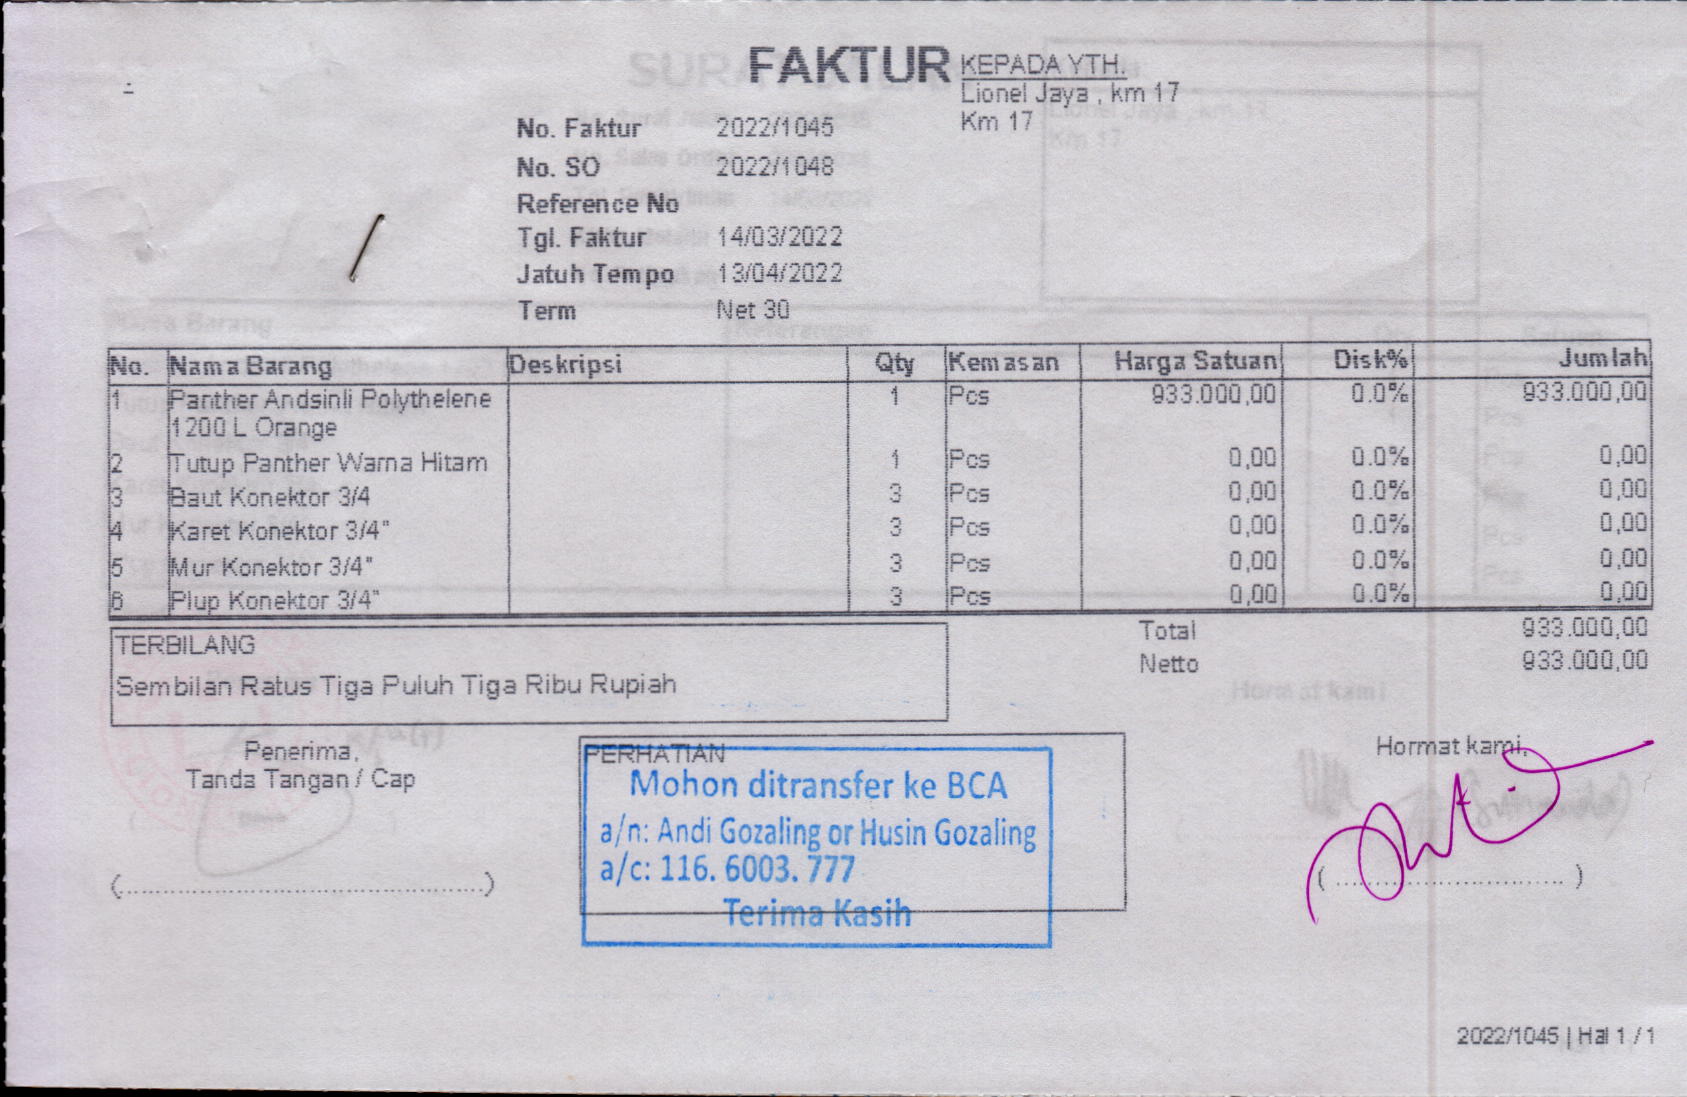 FAKTUR
KEPADA YTH.
Lionel Jaya , km 17
Km 17
No. Faktur 2022/1045
No. SO 2022/1048
Reference No
Tgl. Faktur 14/03/2022
Jatuh Tempo 13/04/2022
Term Net 30
No. Nama Barang Deskripsi Qty Kemasan Harga Satuan Disk% Jumlah
1 Panther Andsinli Polythelene 1 Pcs 933.000,00 0.0% 933.000,00
1200 L Orange
2 Tutup Panther Warna Hitam 1 Pcs 0,00 0.0% 0,00
3 Baut Konektor 3/4 3 Pcs 0,00 0.0% 0,00
4 Karet Konektor 3/4" 3 Pcs 0,00 0.0% 0,00
5 Mur Konektor 3/4" 3 Pcs 0,00 0.0% 0,00
6 Plup Konektor 3/4" 3 Pcs 0,00 0.0% 0,00
Total 933.000,00
Netto 933.000,00
TERBILANG
Sembilan Ratus Tiga Puluh Tiga Ribu Rupiah
Penerima,
Tanda Tangan / Cap
(..................................................)
PERHATIAN
Mohon ditransfer ke BCA
a/n: Andi Gozaling or Husin Gozaling
a/c: 116. 6003. 777
Terima Kasih
Hormat kami,
( ................................ )
2022/1045 | Hal 1 / 1